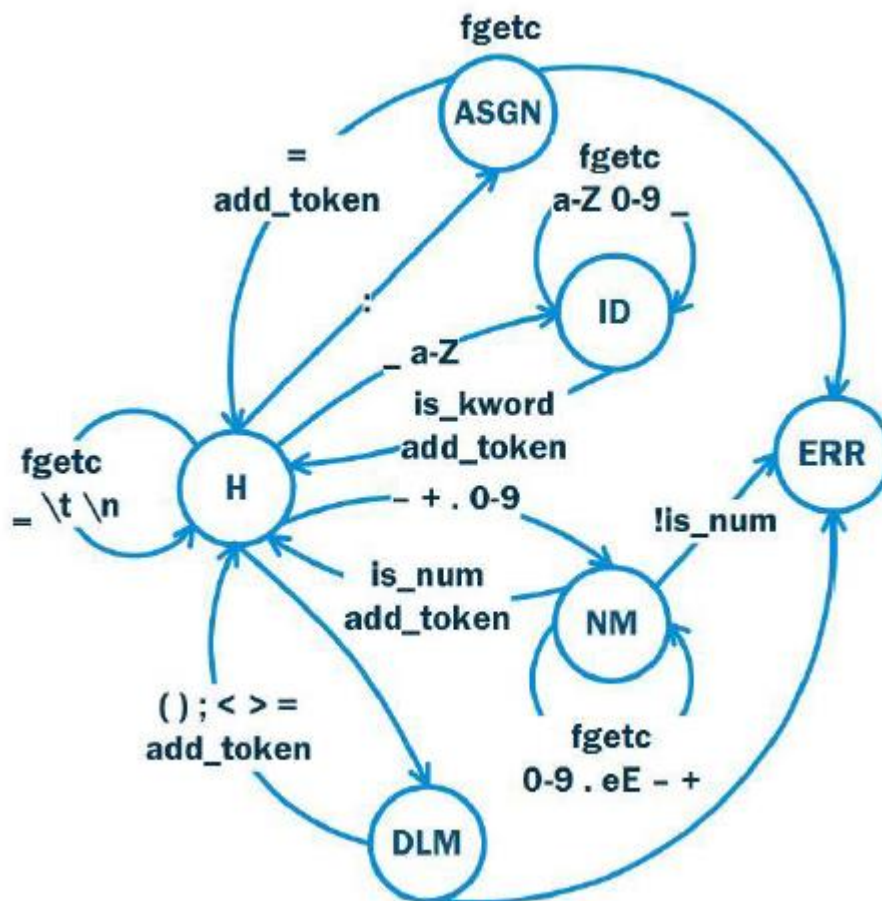 fgetc
ASGN
=
add_token
fgetc
a-Z 0-9 _
ID
:
_ a-Z
is_kword
add_token
ERR
fgetc
_ \t \n
H
– + . 0-9
!is_num
is_num
add_token
NM
( ) ; < > =
add_token
fgetc
0-9 . eE – +
DLM